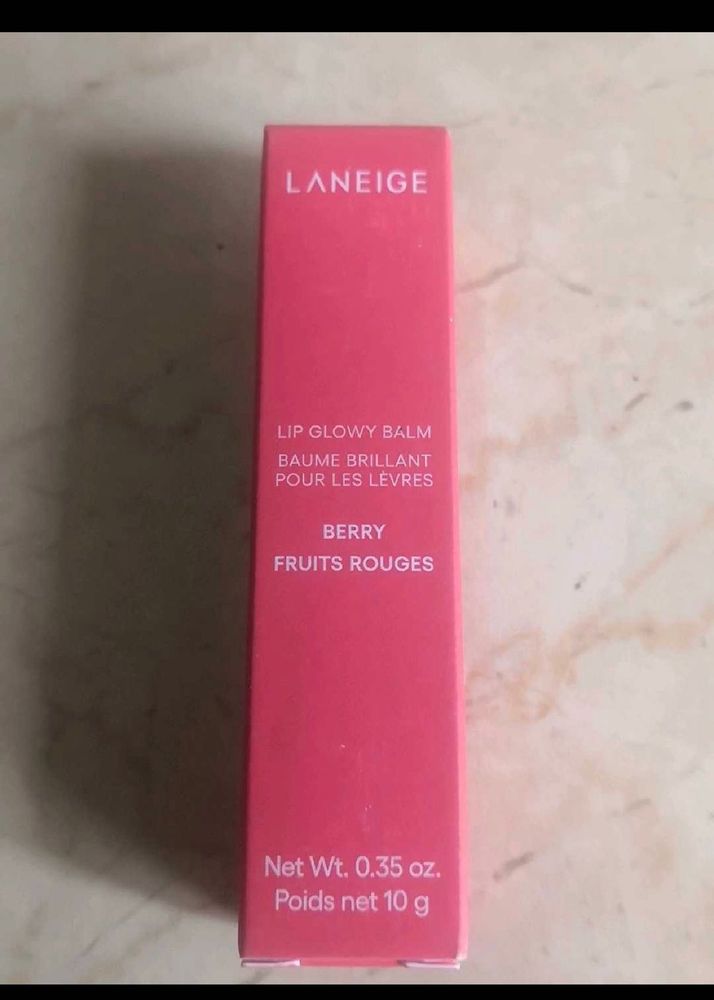 LANEIGE
LIP GLOWY BALM
BAUME BRILLANT
POUR LES LÈVRES
BERRY
FRUITS ROUGES
Net Wt. 0.35 oz.
Poids net 10 g